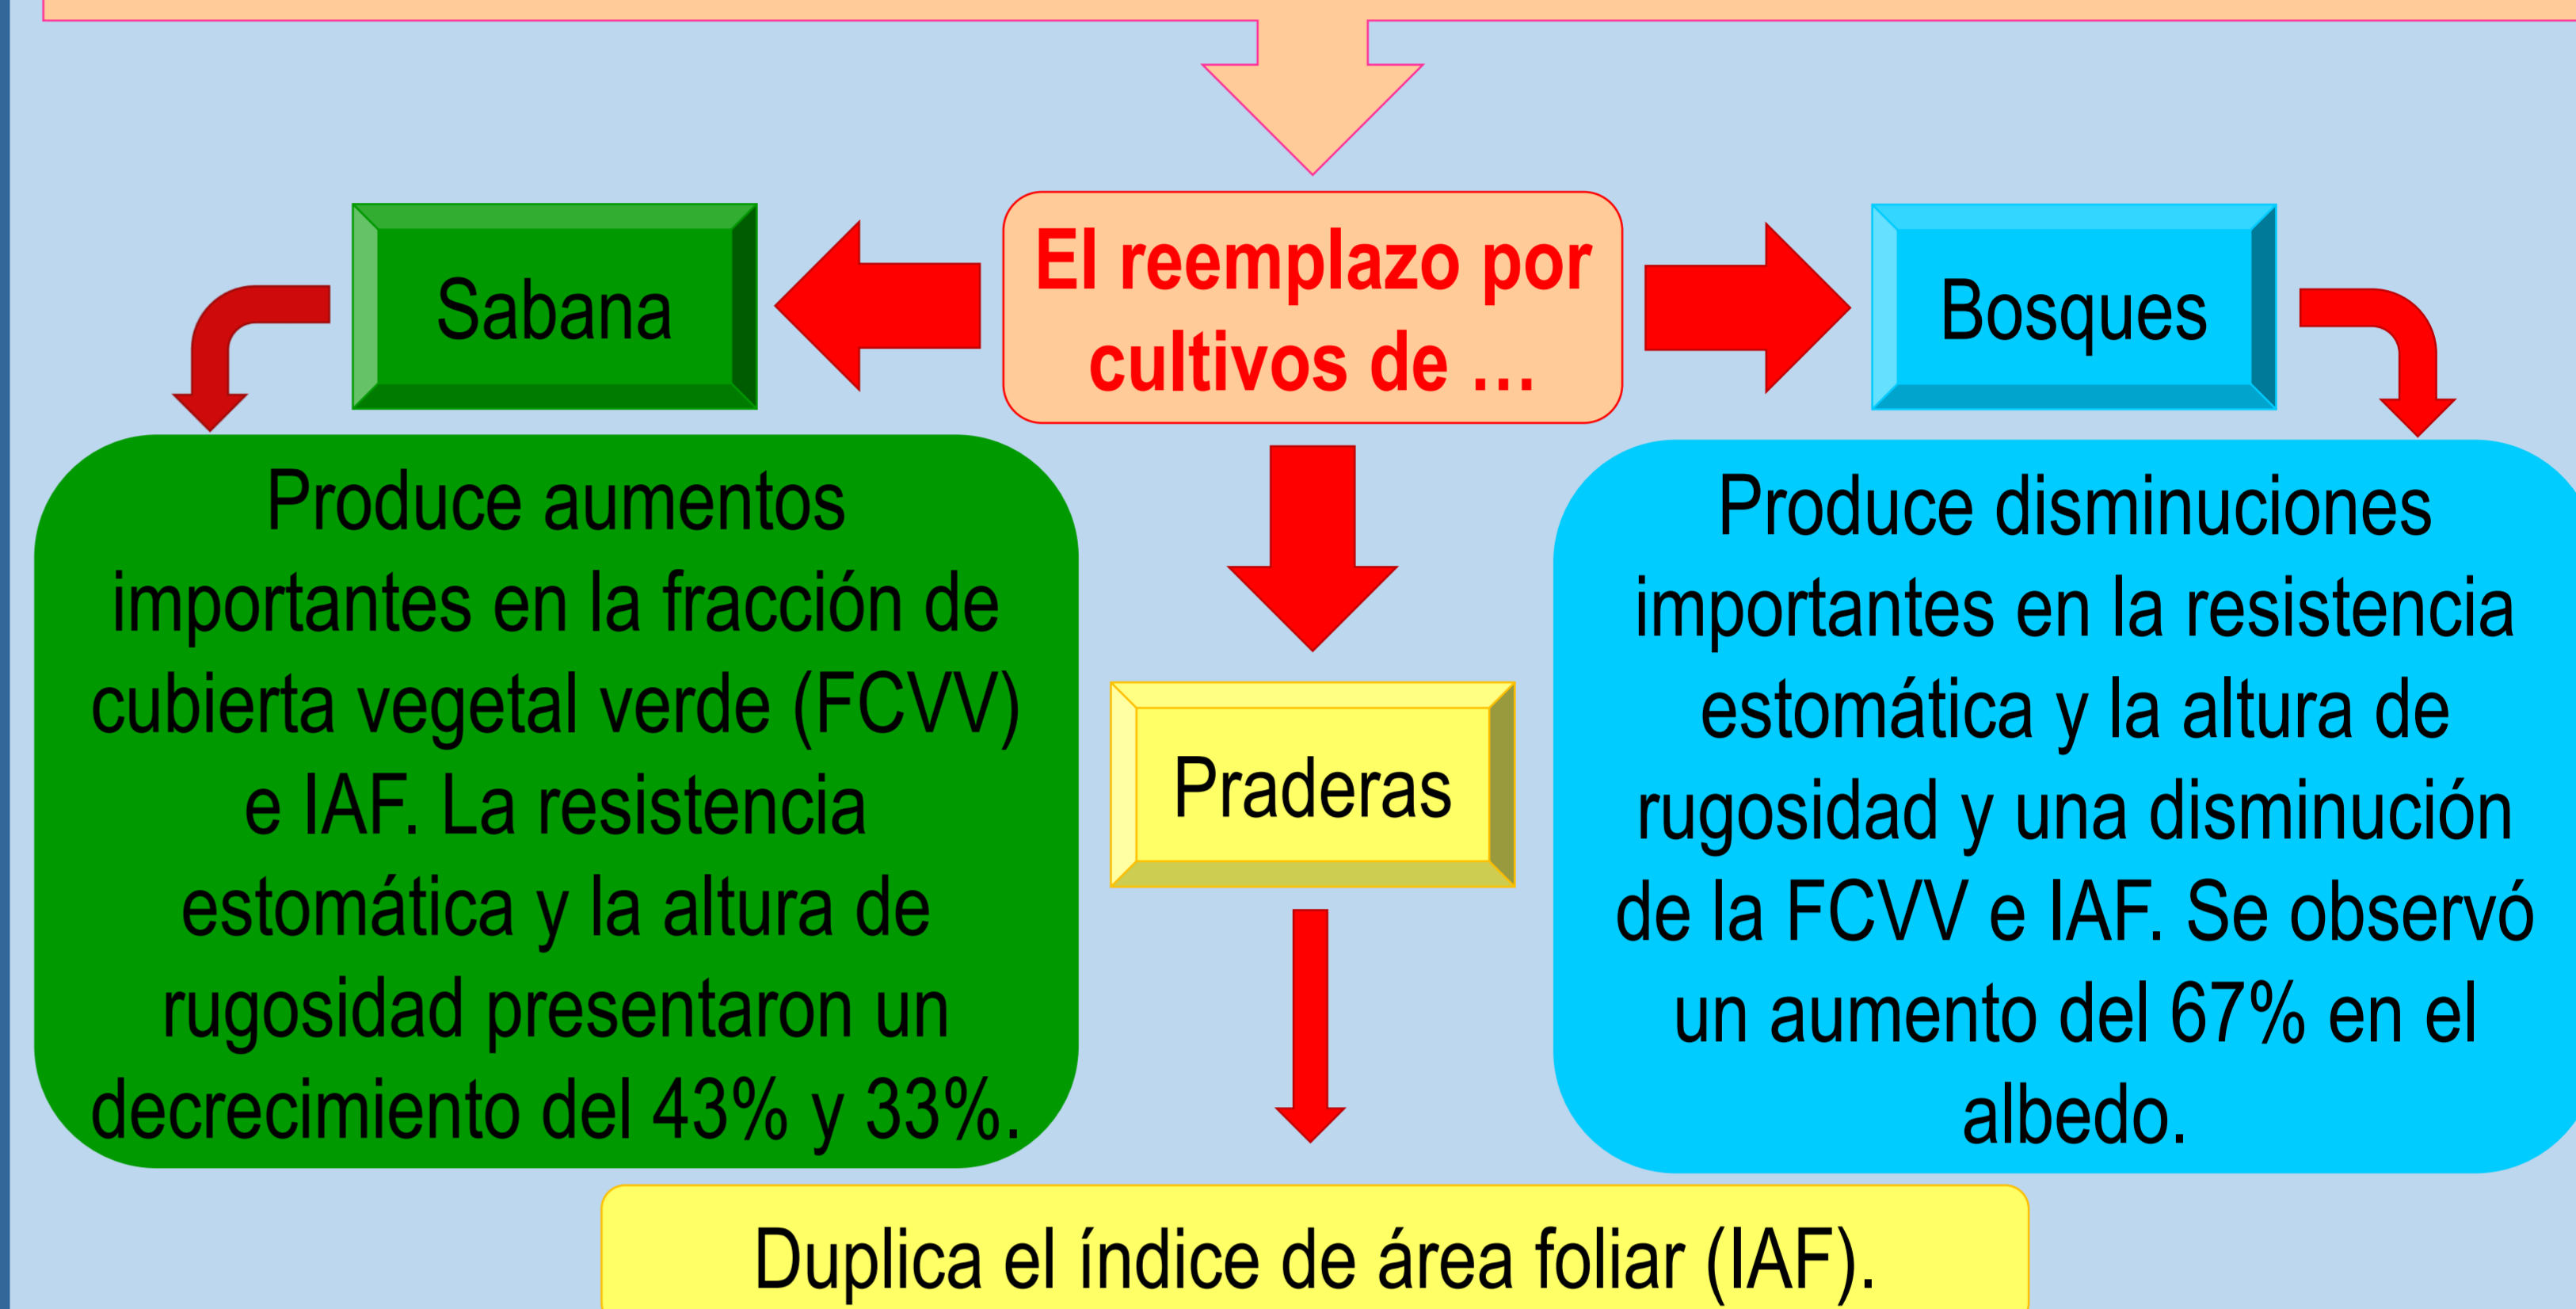 El reemplazo por
cultivos de …
Sabana
Produce aumentos
importantes en la fracción de
cubierta vegetal verde (FCVV)
e IAF. La resistencia
estomática y la altura de
rugosidad presentaron un
decrecimiento del 43% y 33%.
Praderas
Duplica el índice de área foliar (IAF).
Bosques
Produce disminuciones
importantes en la resistencia
estomática y la altura de
rugosidad y una disminución
de la FCVV e IAF. Se observó
un aumento del 67% en el
albedo.